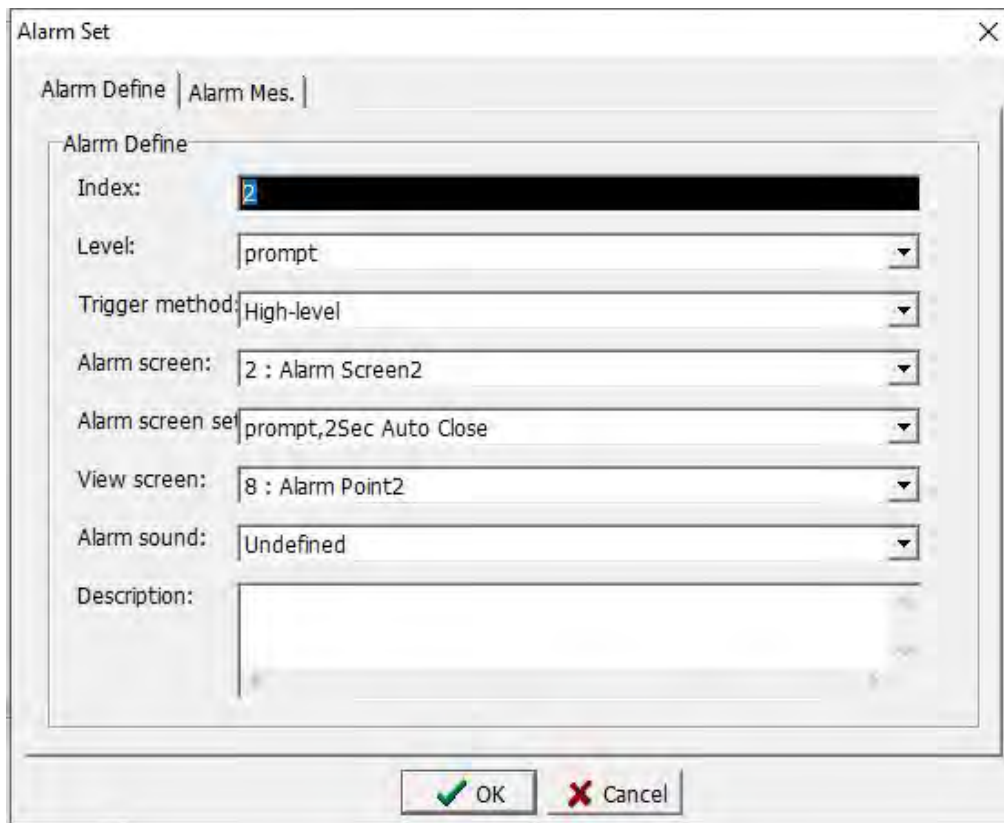 Alarm Set
Alarm Define Alarm Mes.
Alarm Define
Index: 2
Level: prompt
Trigger method: High-level
Alarm screen: 2 : Alarm Screen2
Alarm screen set prompt,2Sec Auto Close
View screen: 8 : Alarm Point2
Alarm sound: Undefined
Description:
OK Cancel